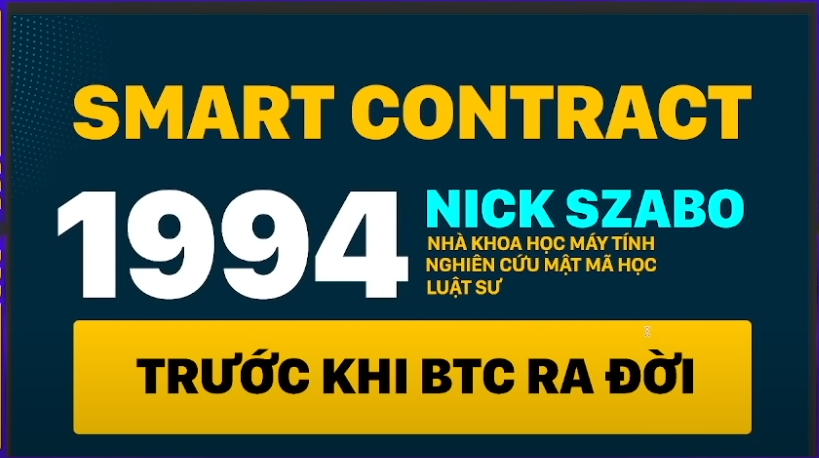 SMART CONTRACT
1994
NICK SZABO
NHÀ KHOA HỌC MÁY TÍNH
NGHIÊN CỨU MẬT MÃ HỌC
LUẬT SƯ
TRƯỚC KHI BTC RA ĐỜI